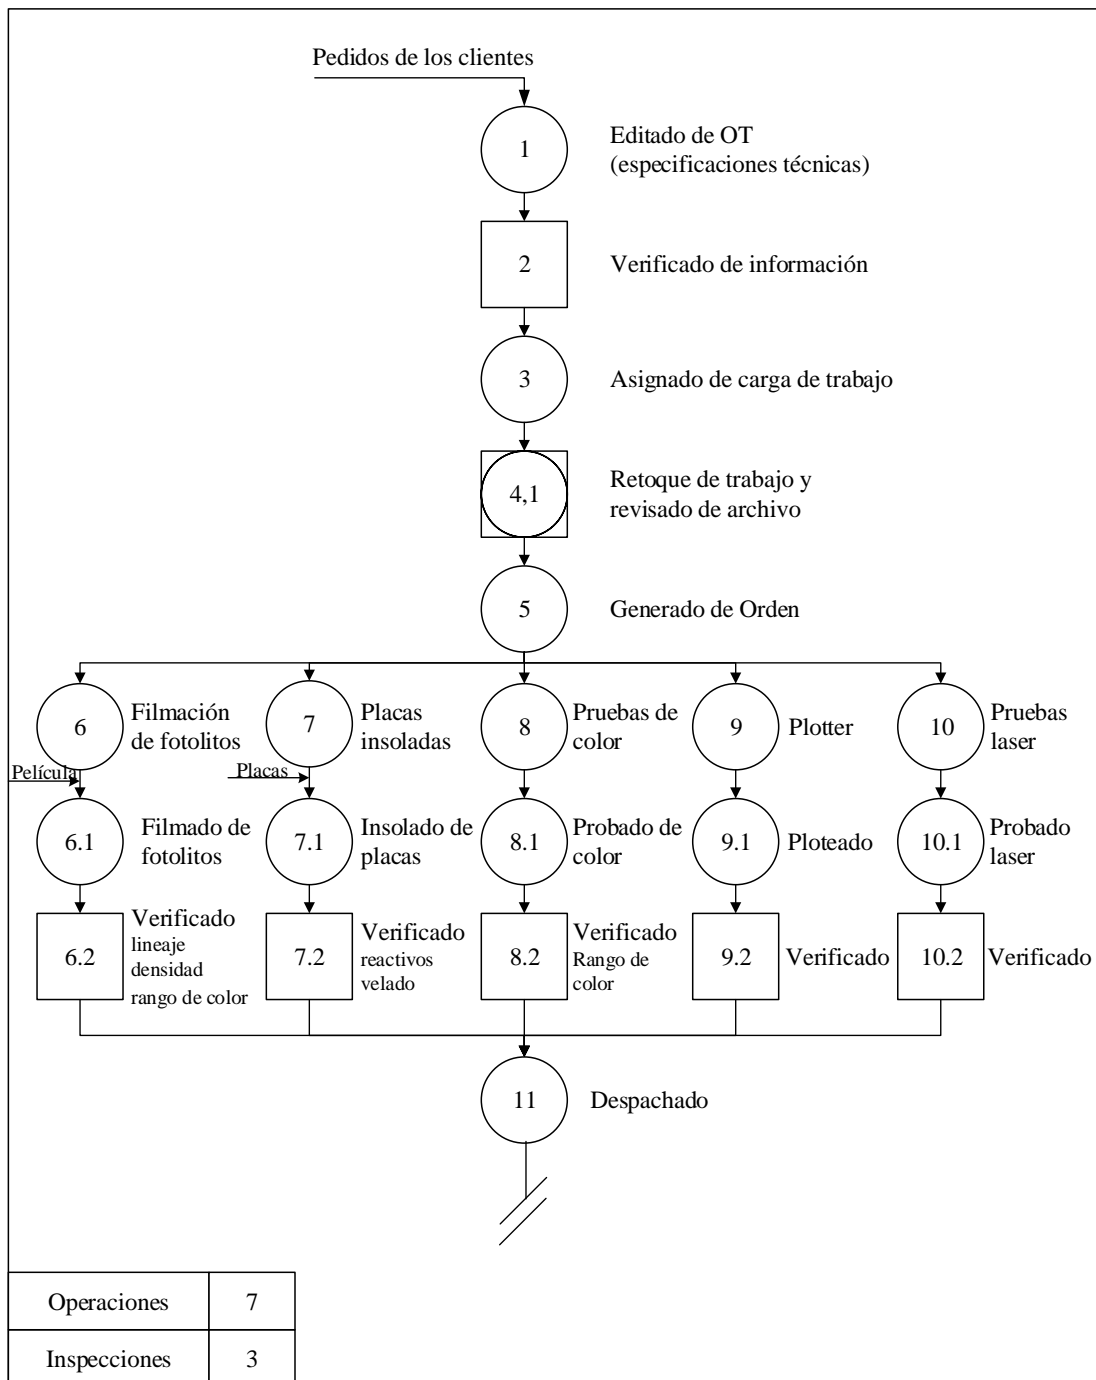 Pedidos de los clientes
1
Editado de OT
(especificaciones técnicas)
2
Verificado de información
3
Asignado de carga de trabajo
4,1
Retoque de trabajo y
revisado de archivo
5
Generado de Orden
6
Filmación
de fotolitos
7
Placas
insoladas
8
Pruebas de
color
9
Plotter
10
Pruebas
laser
Película
Placas
6.1
Filmado de
fotolitos
7.1
Insolado de
placas
8.1
Probado de
color
9.1
Ploteado
10.1
Probado
laser
6.2
Verificado
lineaje
densidad
rango de color
7.2
Verificado
reactivos
velado
8.2
Verificado
Rango de
color
9.2
Verificado
10.2
Verificado
11
Despachado
Operaciones 7
Inspecciones 3